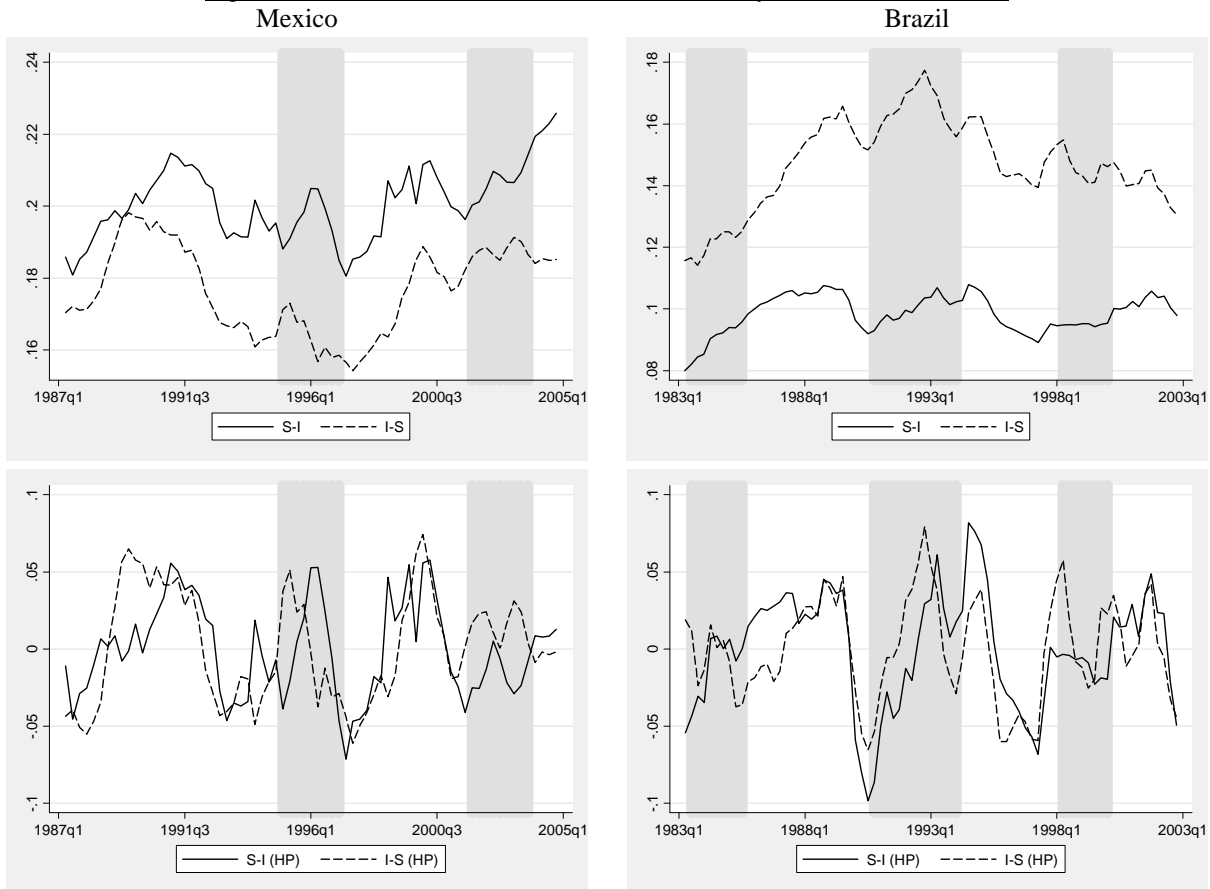 Mexico
Brazil
.24
.22
.2
.18
.16
1987q1 1991q3 1996q1 2000q3 2005q1
S-I I-S
.18
.16
.14
.12
.1
.08
1983q1 1988q1 1993q1 1998q1 2003q1
S-I I-S
.1
.05
0
-.05
-.1
1987q1 1991q3 1996q1 2000q3 2005q1
S-I (HP) I-S (HP)
.1
.05
0
-.05
-.1
1983q1 1988q1 1993q1 1998q1 2003q1
S-I (HP) I-S (HP)